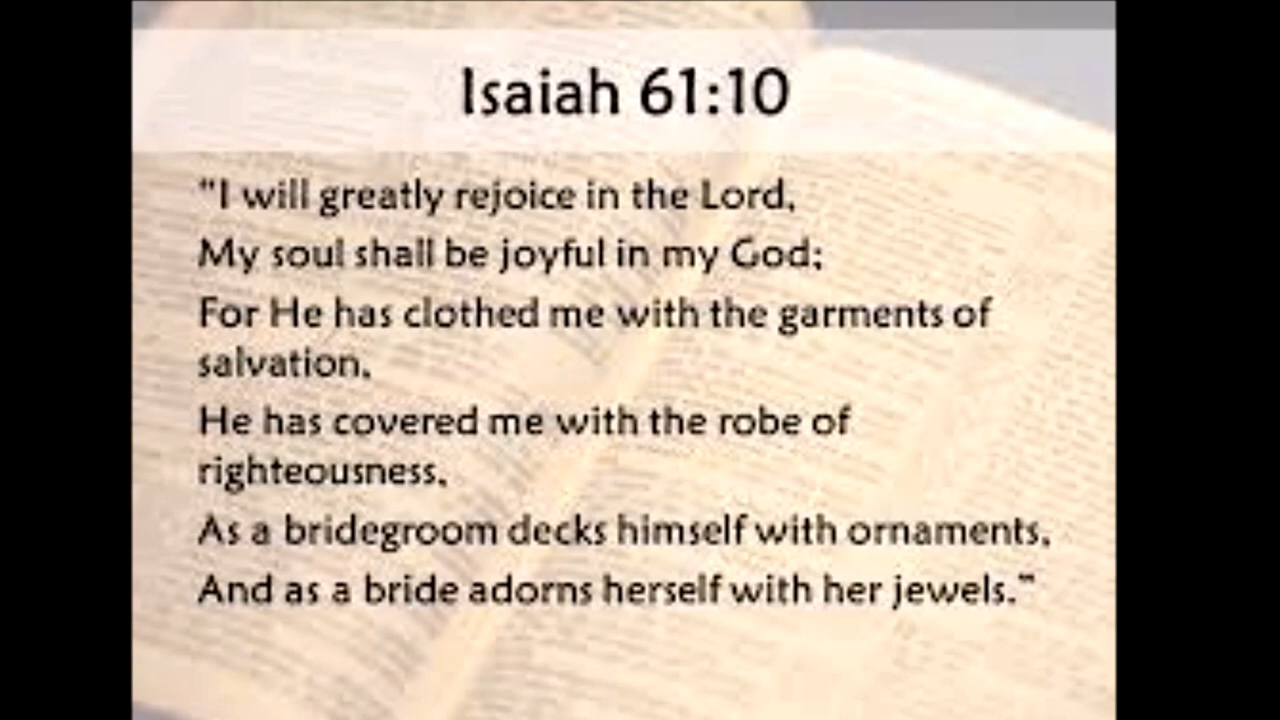 Isaiah 61:10
"I will greatly rejoice in the Lord,
My soul shall be joyful in my God;
For He has clothed me with the garments of
salvation,
He has covered me with the robe of
righteousness,
As a bridegroom decks himself with ornaments,
And as a bride adorns herself with her jewels."